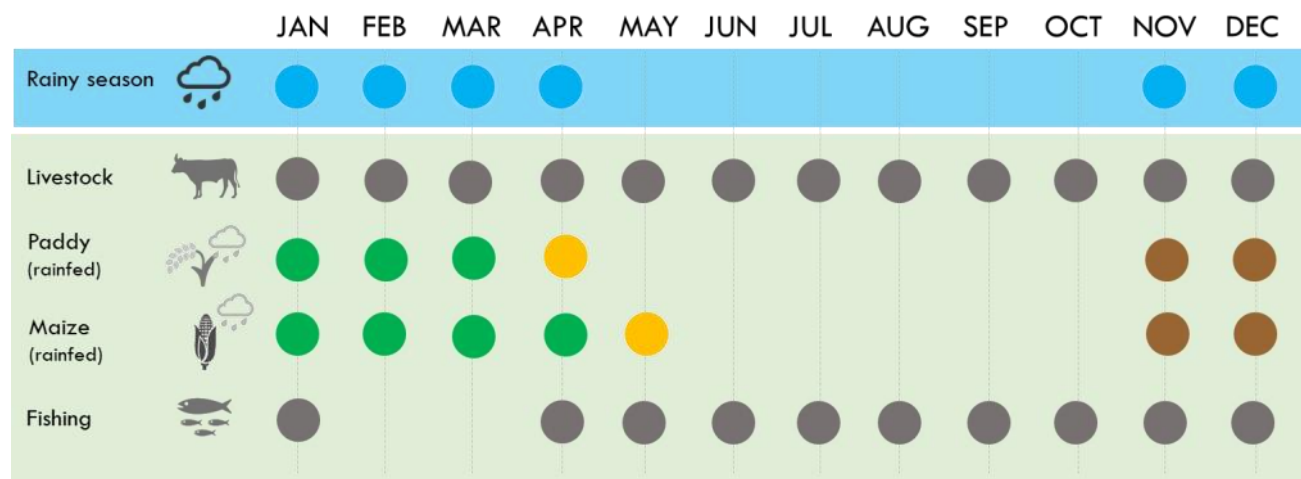 JAN FEB MAR APR MAY JUN JUL AUG SEP OCT NOV DEC
Rainy season
Livestock
Paddy
(rainfed)
Maize
(rainfed)
Fishing